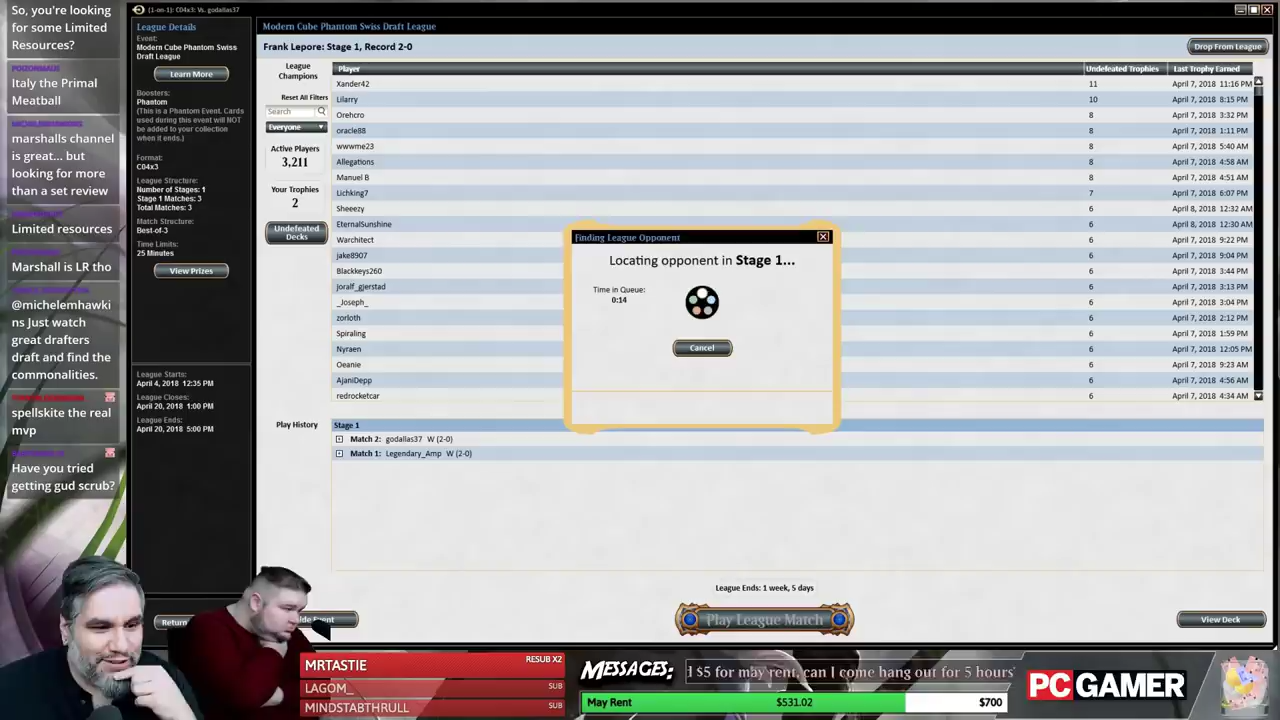 So, you're looking
for some Limited
Resources?
Italy the Primal
Meatball
marshalls channel
is great... but
looking for more
than a set review
Limited resources
Marshall is LR tho
@michelemhawki
ns Just watch
great drafters
draft and find the
commonalities.
spellskite the real
mvp
Have you tried
getting gud scrub?
(1-on-1): C04x3: Vs. godallas37
League Details
Event:
Modern Cube Phantom Swiss
Draft League
Learn More
Boosters:
Phantom
(This is a Phantom Event. Cards
used during this event will NOT
be added to your collection
when it ends.)
Format:
C04x3
League Structure:
Number of Stages: 1
Stage 1 Matches: 3
Total Matches: 3
Match Structure:
Best-of-3
Time Limits:
25 Minutes
View Prizes
League Starts:
April 4, 2018 12:35 PM
League Closes:
April 20, 2018 1:00 PM
League Ends:
April 20, 2018 5:00 PM
Modern Cube Phantom Swiss Draft League
Frank Lepore: Stage 1, Record 2-0
Drop From League
League
Champions
Reset All Filters
Search
Everyone
Active Players
3,211
Your Trophies
2
Undefeated
Decks
Player Undefeated Trophies Last Trophy Earned
Xander42 11 April 7, 2018 11:16 PM
Lilarry 10 April 7, 2018 8:15 PM
Orehcro 8 April 7, 2018 3:32 PM
oracle88 8 April 7, 2018 1:11 PM
wwwme23 8 April 7, 2018 5:40 AM
Allegations 8 April 7, 2018 4:58 AM
Manuel B 8 April 7, 2018 4:51 AM
Lichking7 7 April 7, 2018 6:07 PM
Sheeezy 6 April 8, 2018 12:32 AM
EternalSunshine 6 April 8, 2018 12:30 AM
Warchitect 6 April 7, 2018 9:22 PM
jake8907 6 April 7, 2018 9:04 PM
Blackkeys260 6 April 7, 2018 3:44 PM
joralf_gjerstad 6 April 7, 2018 3:13 PM
_Joseph_ 6 April 7, 2018 3:04 PM
zorloth 6 April 7, 2018 2:12 PM
Spiraling 6 April 7, 2018 1:59 PM
Nyraen 6 April 7, 2018 12:05 PM
Oeanie 6 April 7, 2018 9:23 AM
AjaniDepp 6 April 7, 2018 4:56 AM
redrocketcar 6 April 7, 2018 4:34 AM
Finding League Opponent
Locating opponent in Stage 1...
Time in Queue:
0:14
Cancel
Play History
Stage 1
Match 2: godallas37 W (2-0)
Match 1: Legendary_Amp W (2-0)
League Ends: 1 week, 5 days
Return
Event
Play League Match
View Deck
MRTASTIE RESUB X2
LAGOM_ SUB
MINDSTABTHRULL SUB
MESSAGES:
$5 for may rent, can I come hang out for 5 hours
May Rent $531.02 $700
PC GAMER